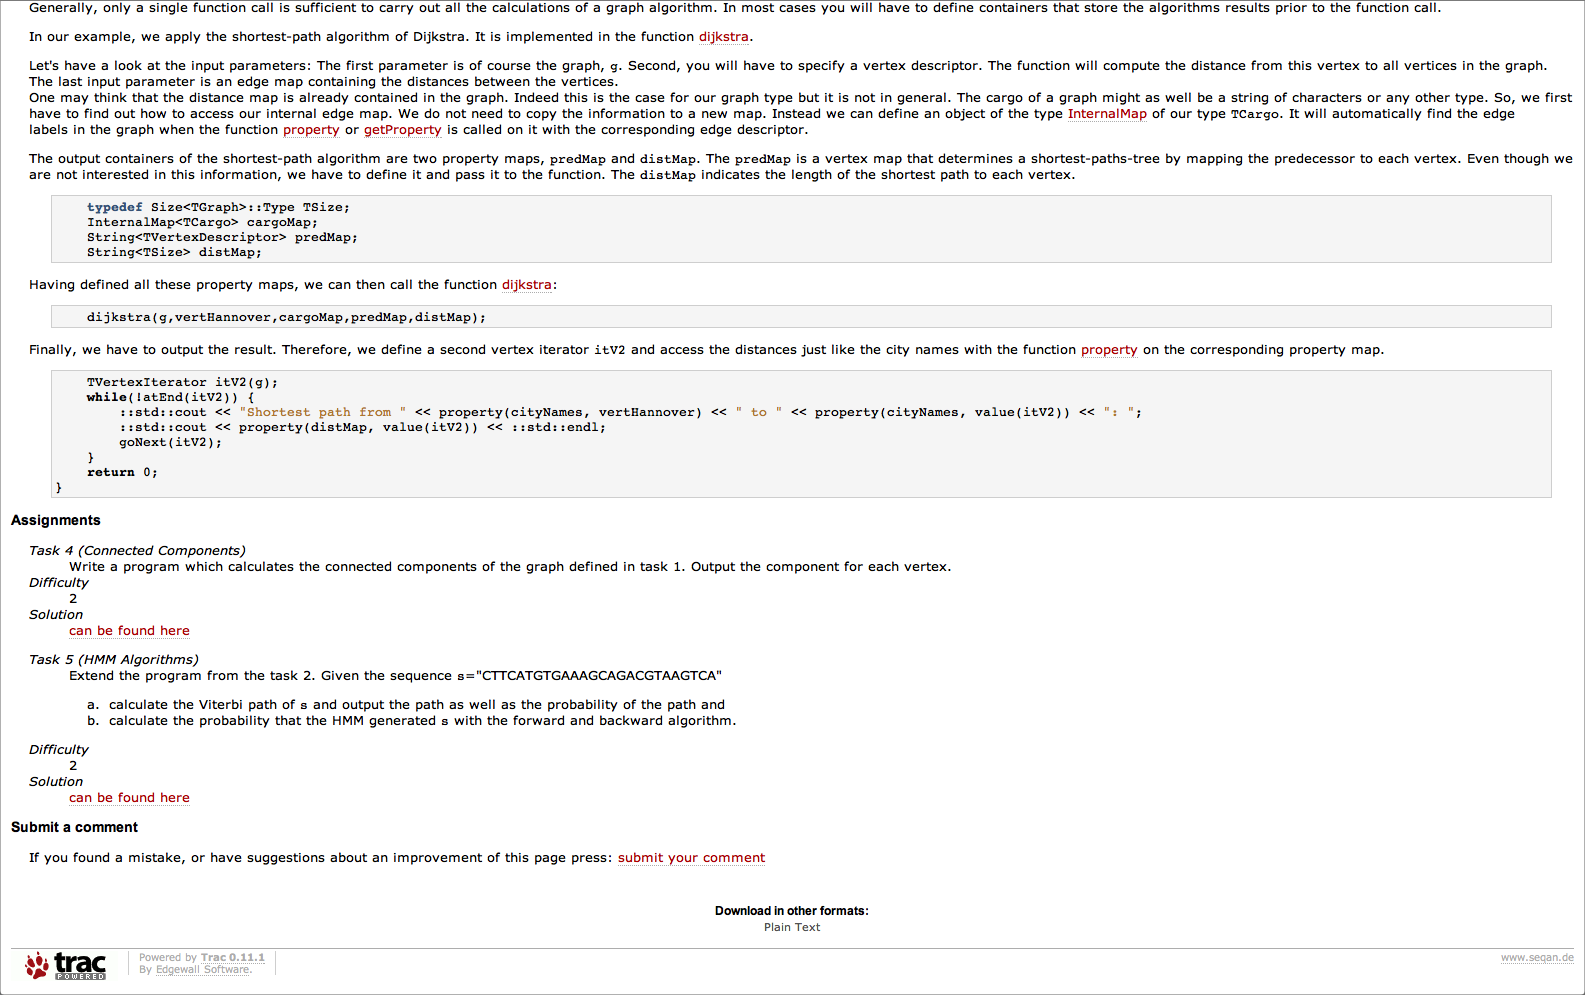 Generally, only a single function call is sufficient to carry out all the calculations of a graph algorithm. In most cases you will have to define containers that store the algorithms results prior to the function call.
In our example, we apply the shortest-path algorithm of Dijkstra. It is implemented in the function dijkstra.
Let's have a look at the input parameters: The first parameter is of course the graph, g. Second, you will have to specify a vertex descriptor. The function will compute the distance from this vertex to all vertices in the graph.
The last input parameter is an edge map containing the distances between the vertices.
One may think that the distance map is already contained in the graph. Indeed this is the case for our graph type but it is not in general. The cargo of a graph might as well be a string of characters or any other type. So, we first
have to find out how to access our internal edge map. We do not need to copy the information to a new map. Instead we can define an object of the type InternalMap of our type TCargo. It will automatically find the edge
labels in the graph when the function property or getProperty is called on it with the corresponding edge descriptor.
The output containers of the shortest-path algorithm are two property maps, predMap and distMap. The predMap is a vertex map that determines a shortest-paths-tree by mapping the predecessor to each vertex. Even though we
are not interested in this information, we have to define it and pass it to the function. The distMap indicates the length of the shortest path to each vertex.
typedef Size<TGraph>::Type TSize;
InternalMap<TCargo> cargoMap;
String<TVertexDescriptor> predMap;
String<TSize> distMap;
Having defined all these property maps, we can then call the function dijkstra:
dijkstra(g,vertHannover,cargoMap,predMap,distMap);
Finally, we have to output the result. Therefore, we define a second vertex iterator itV2 and access the distances just like the city names with the function property on the corresponding property map.
TVertexIterator itV2(g);
while(!atEnd(itV2)) {
::std::cout << "Shortest path from " << property(cityNames, vertHannover) << " to " << property(cityNames, value(itV2)) << ": ";
::std::cout << property(distMap, value(itV2)) << ::std::endl;
goNext(itV2);
}
return 0;
}
Assignments
Task 4 (Connected Components)
Write a program which calculates the connected components of the graph defined in task 1. Output the component for each vertex.
Difficulty
2
Solution
can be found here
Task 5 (HMM Algorithms)
Extend the program from the task 2. Given the sequence s="CTTCATGTGAAAGCAGACGTAAGTCA"
a. calculate the Viterbi path of s and output the path as well as the probability of the path and
b. calculate the probability that the HMM generated s with the forward and backward algorithm.
Difficulty
2
Solution
can be found here
Submit a comment
If you found a mistake, or have suggestions about an improvement of this page press: submit your comment
Download in other formats:
Plain Text
trac
POWERED
Powered by Trac 0.11.1
By Edgewall Software.
www.seqan.de